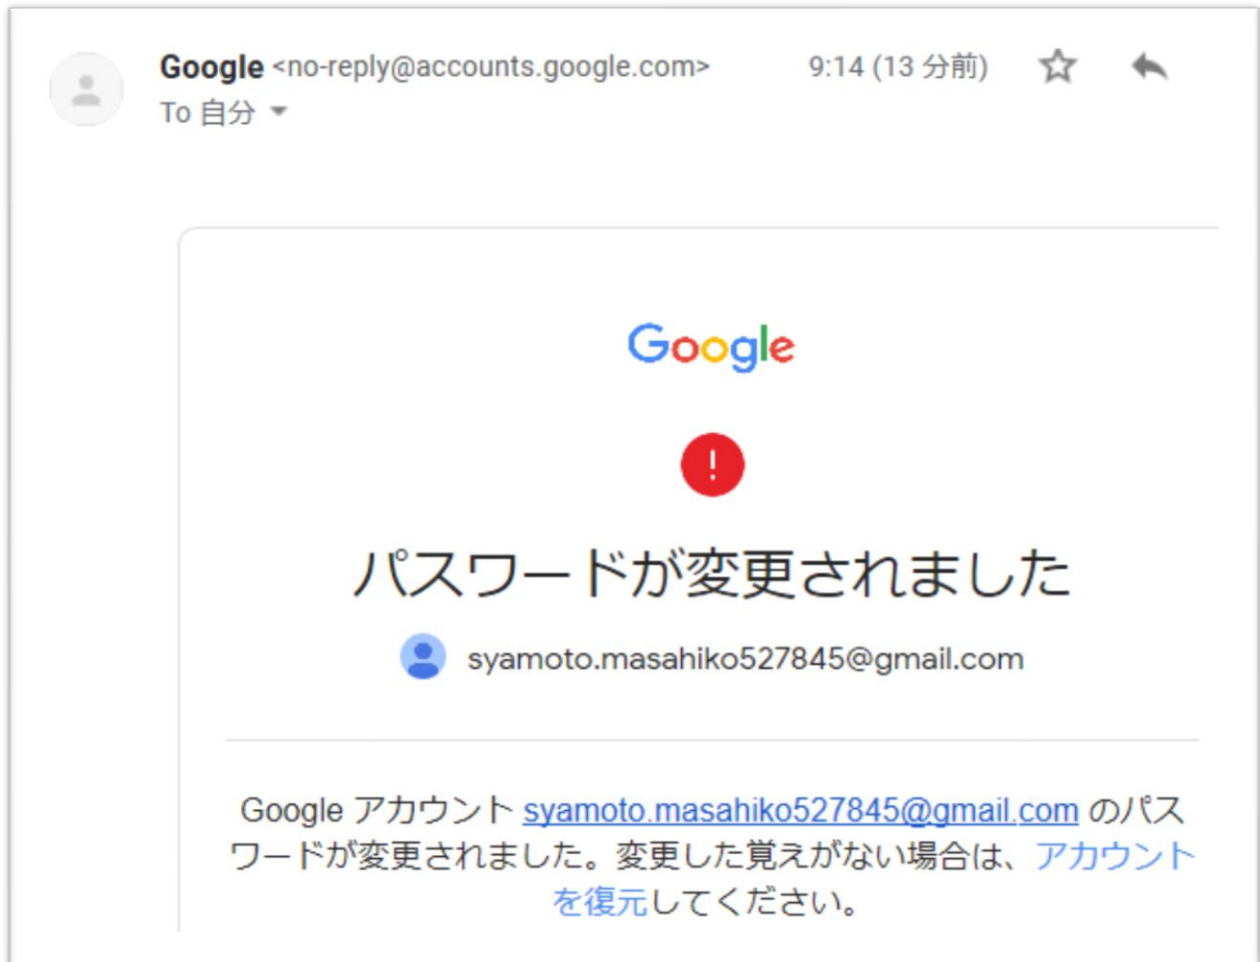 Google <no-reply@accounts.google.com> 9:14 (13 分前)
To 自分
Google
!
パスワードが変更されました
syamoto.masahiko527845@gmail.com
Google アカウント syamoto.masahiko527845@gmail.com のパス
ワードが変更されました。変更した覚えがない場合は、アカウント
を復元してください。